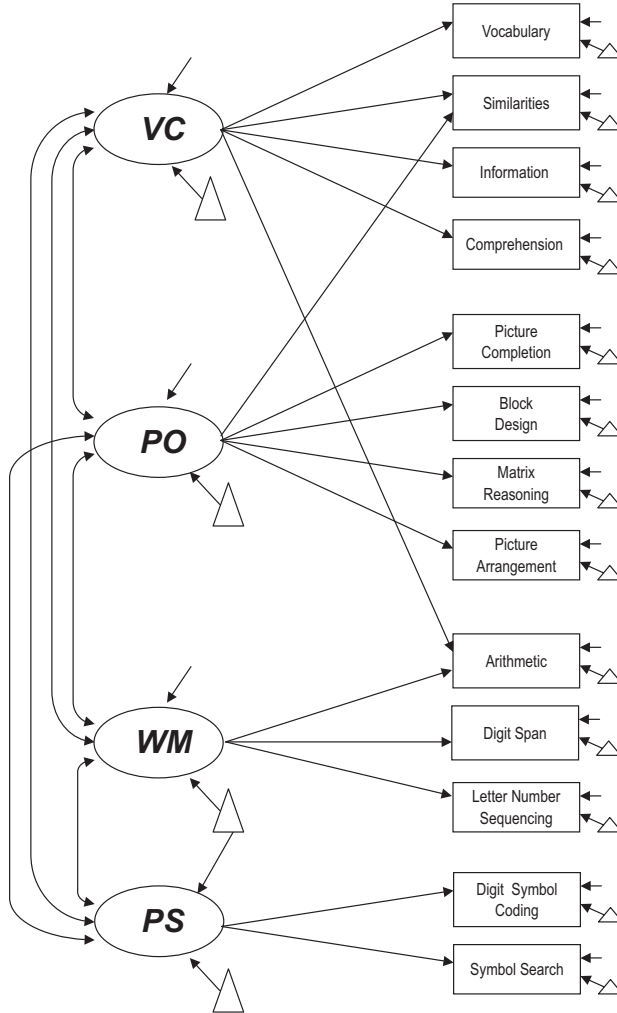 Vocabulary
VC
Similarities
Information
Comprehension
Picture
Completion
PO
Block
Design
Matrix
Reasoning
Picture
Arrangement
Arithmetic
WM
Digit Span
Letter Number
Sequencing
Digit Symbol
Coding
PS
Symbol Search